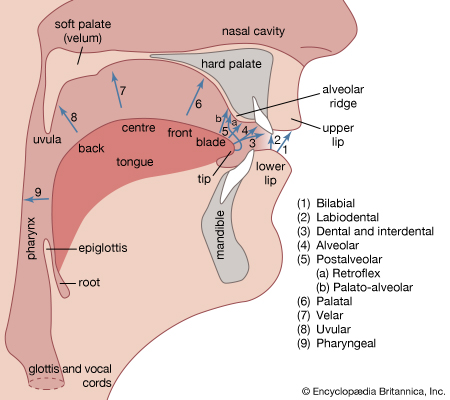 soft palate
(velum)
nasal cavity
hard palate
alveolar
ridge
b
a
7
6
5
4
8
3
2
1
upper
lip
uvula
centre
front
back
blade
tongue
tip
lower
lip
9
pharynx
mandible
epiglottis
root
glottis and vocal
cords
(1) Bilabial
(2) Labiodental
(3) Dental and interdental
(4) Alveolar
(5) Postalveolar
(a) Retroflex
(b) Palato-alveolar
(6) Palatal
(7) Velar
(8) Uvular
(9) Pharyngeal
© Encyclopædia Britannica, Inc.